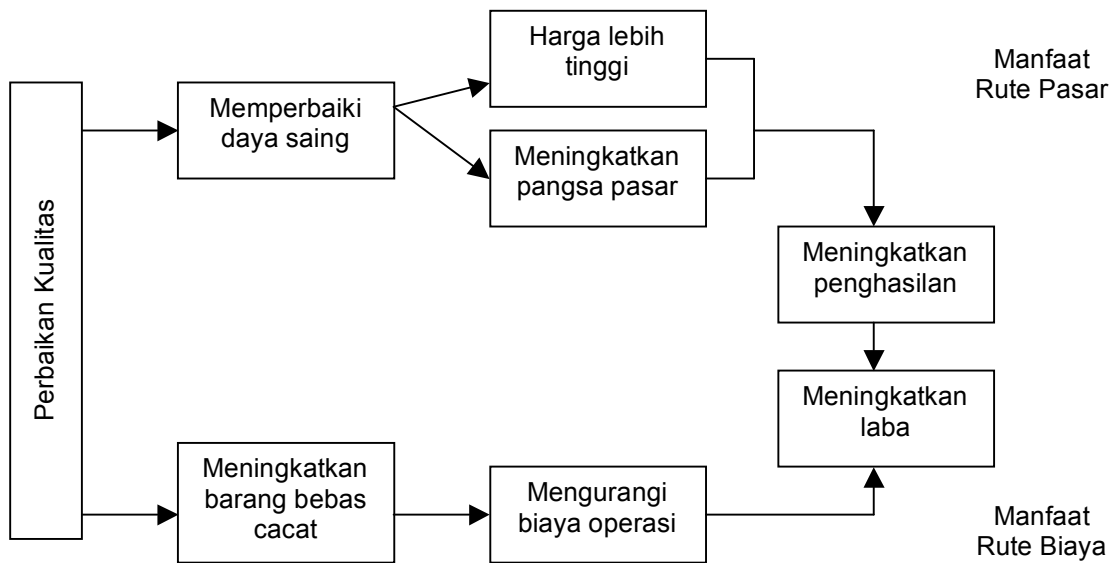 Perbaikan Kualitas
Memperbaiki
daya saing
Harga lebih
tinggi
Meningkatkan
pangsa pasar
Manfaat
Rute Pasar
Meningkatkan
penghasilan
Meningkatkan
laba
Meningkatkan
barang bebas
cacat
Mengurangi
biaya operasi
Manfaat
Rute Biaya